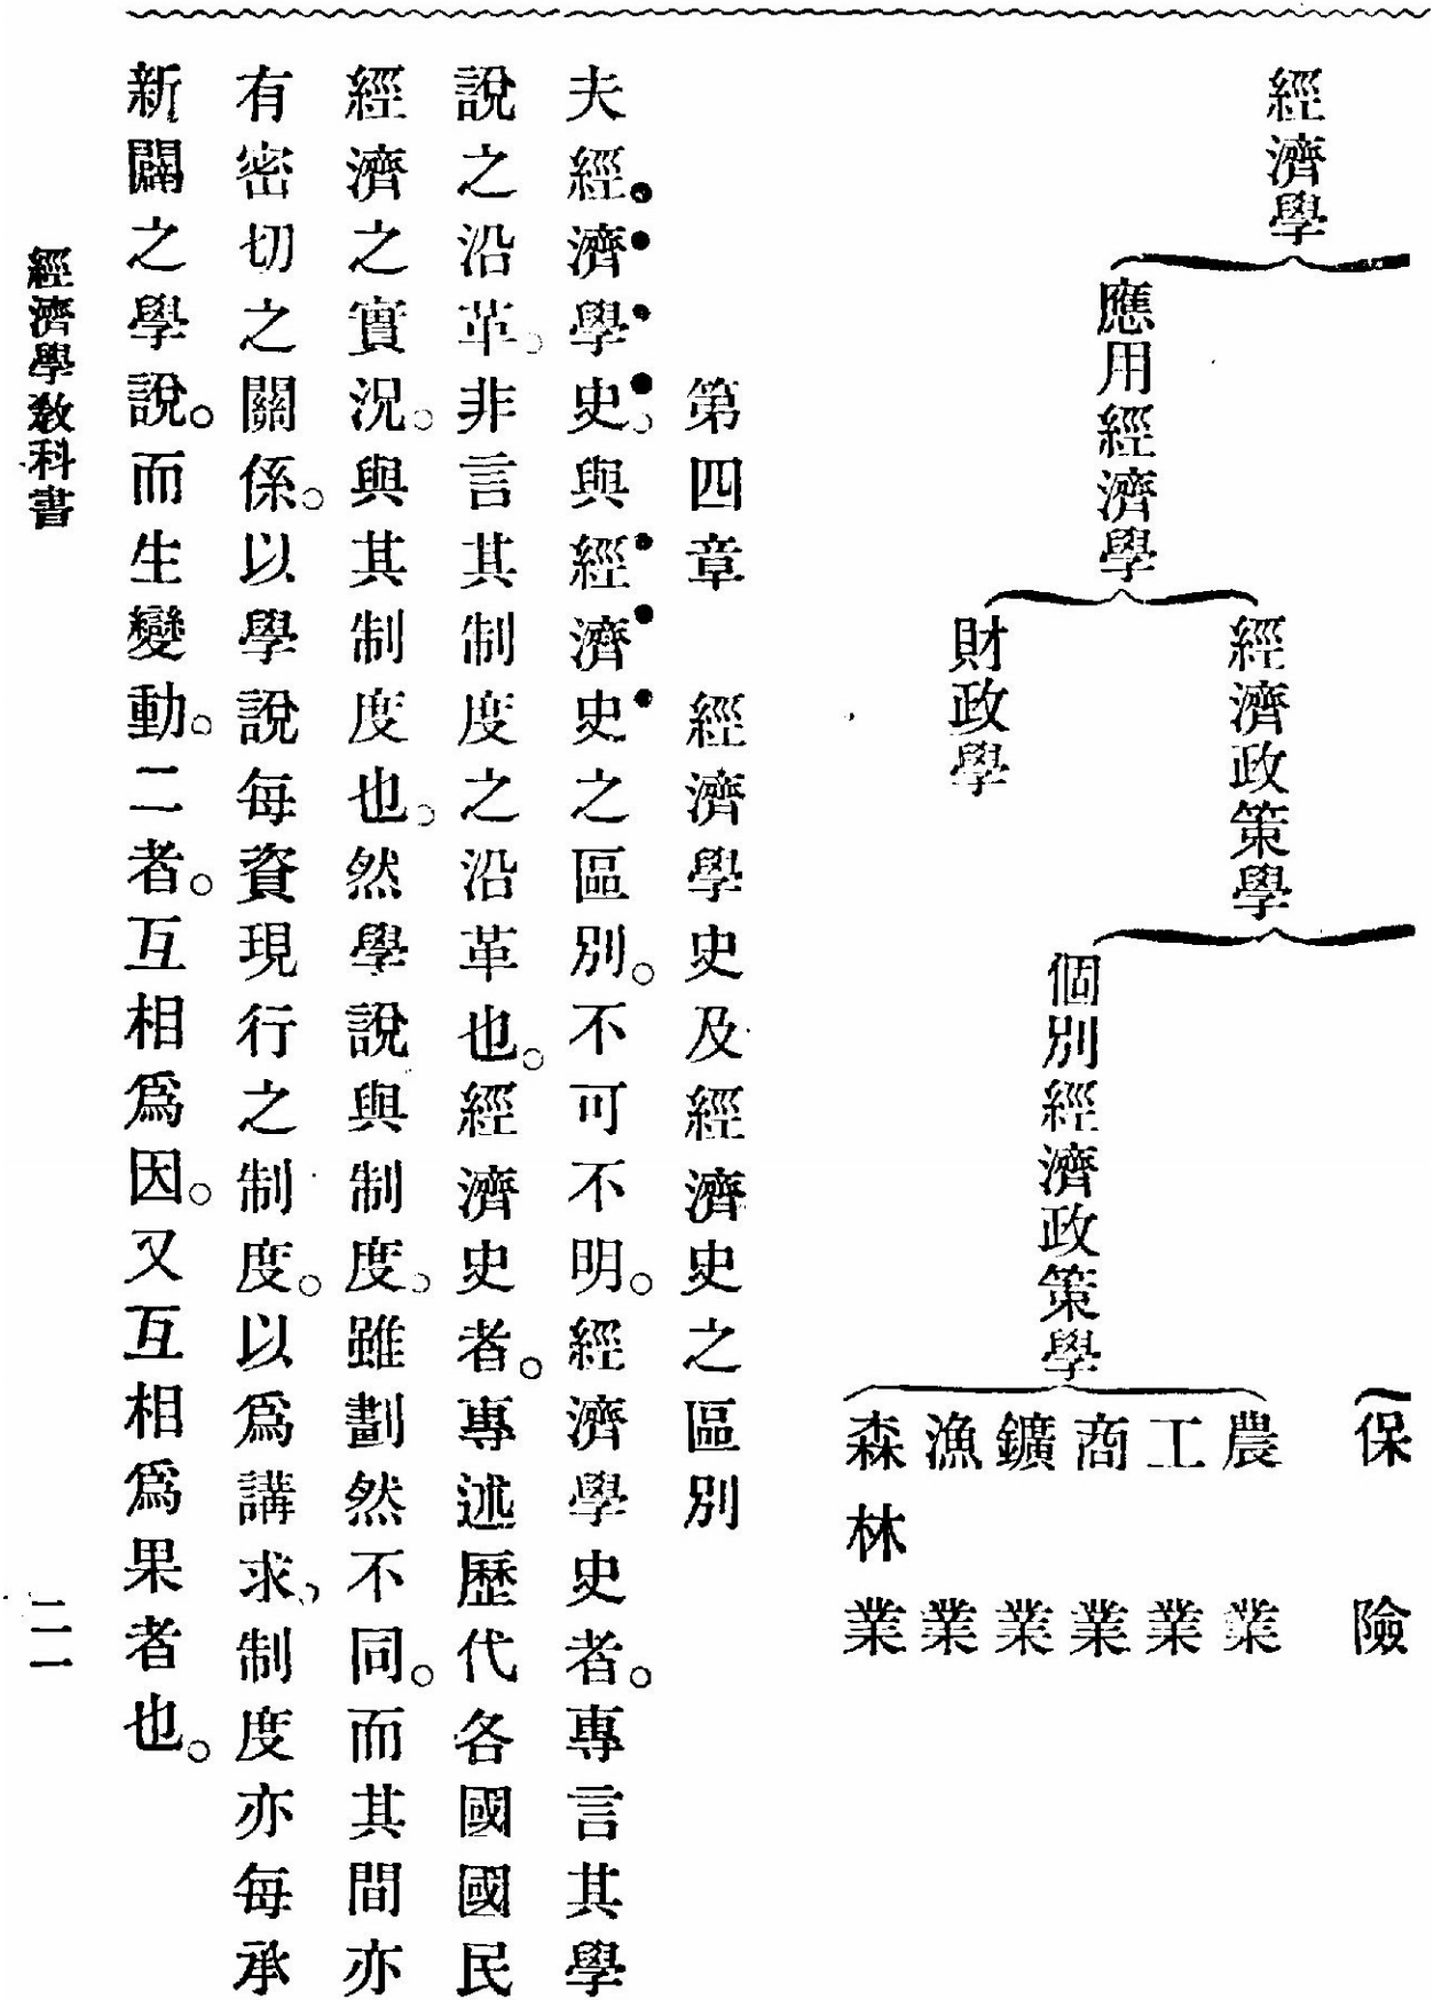 經濟學
應用經濟學
經濟政策學
財政學
個別經濟政策學
保險
農業
工業
商業
鑛業
漁業
森林業
第四章　經濟學史及經濟史之區別
夫經濟學史。與經濟史之區別。不可不明。經濟學史者。專言其學
說之沿革。非言其制度之沿革也。經濟史者。專述歷代各國國民
經濟之實況。與其制度也。然學說與制度。雖劃然不同。而其間亦
有密切之關係。以學說每資現行之制度。以爲講求。制度亦每承
新闢之學說。而生變動。二者。互相爲因。又互相爲果者也。
經濟學敎科書
二一